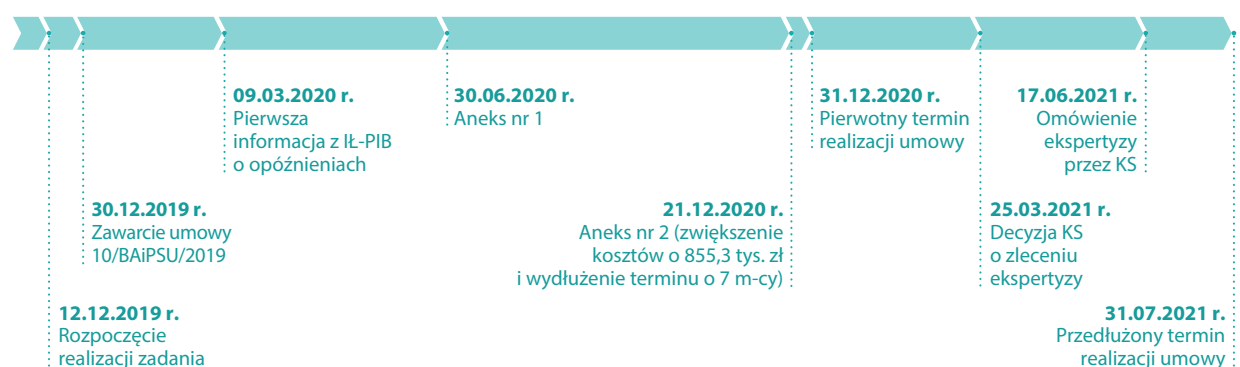 09.03.2020 r.
Pierwsza
informacja z IŁ-PIB
o opóźnieniach
30.06.2020 r.
Aneks nr 1
31.12.2020 r.
Pierwotny termin
realizacji umowy
17.06.2021 r.
Omówienie
ekspertyzy
przez KS
30.12.2019 r.
Zawarcie umowy
10/BAiPSU/2019
21.12.2020 r.
Aneks nr 2 (zwiększenie
kosztów o 855,3 tys. zł
i wydłużenie terminu o 7 m-cy)
25.03.2021 r.
Decyzja KS
o zleceniu
ekspertyzy
12.12.2019 r.
Rozpoczęcie
realizacji zadania
31.07.2021 r.
Przedłużony termin
realizacji umowy